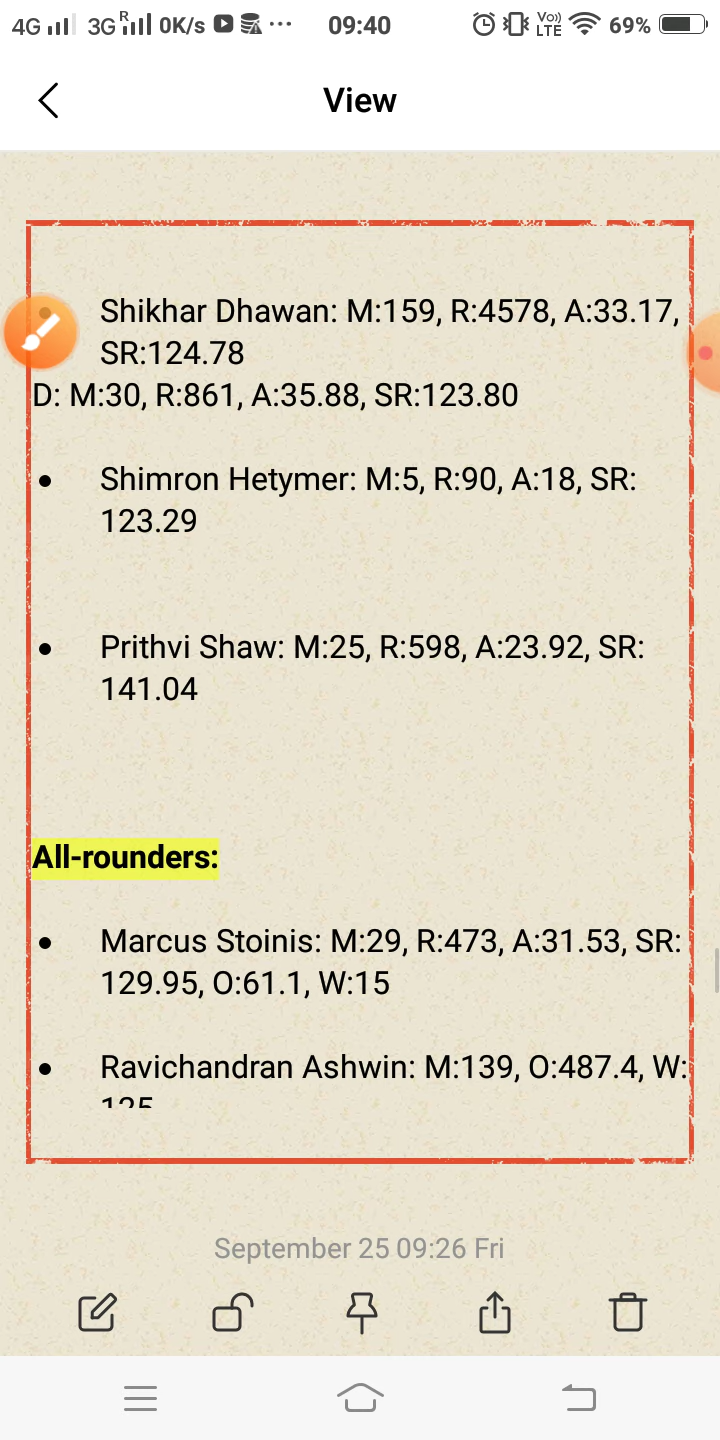 4G 3G R 0K/s ... 09:40 Vo)) LTE 69%
View
Shikhar Dhawan: M:159, R:4578, A:33.17,
SR:124.78
D: M:30, R:861, A:35.88, SR:123.80
Shimron Hetymer: M:5, R:90, A:18, SR:
123.29
Prithvi Shaw: M:25, R:598, A:23.92, SR:
141.04
All-rounders:
Marcus Stoinis: M:29, R:473, A:31.53, SR:
129.95, O:61.1, W:15
Ravichandran Ashwin: M:139, O:487.4, W:
September 25 09:26 Fri